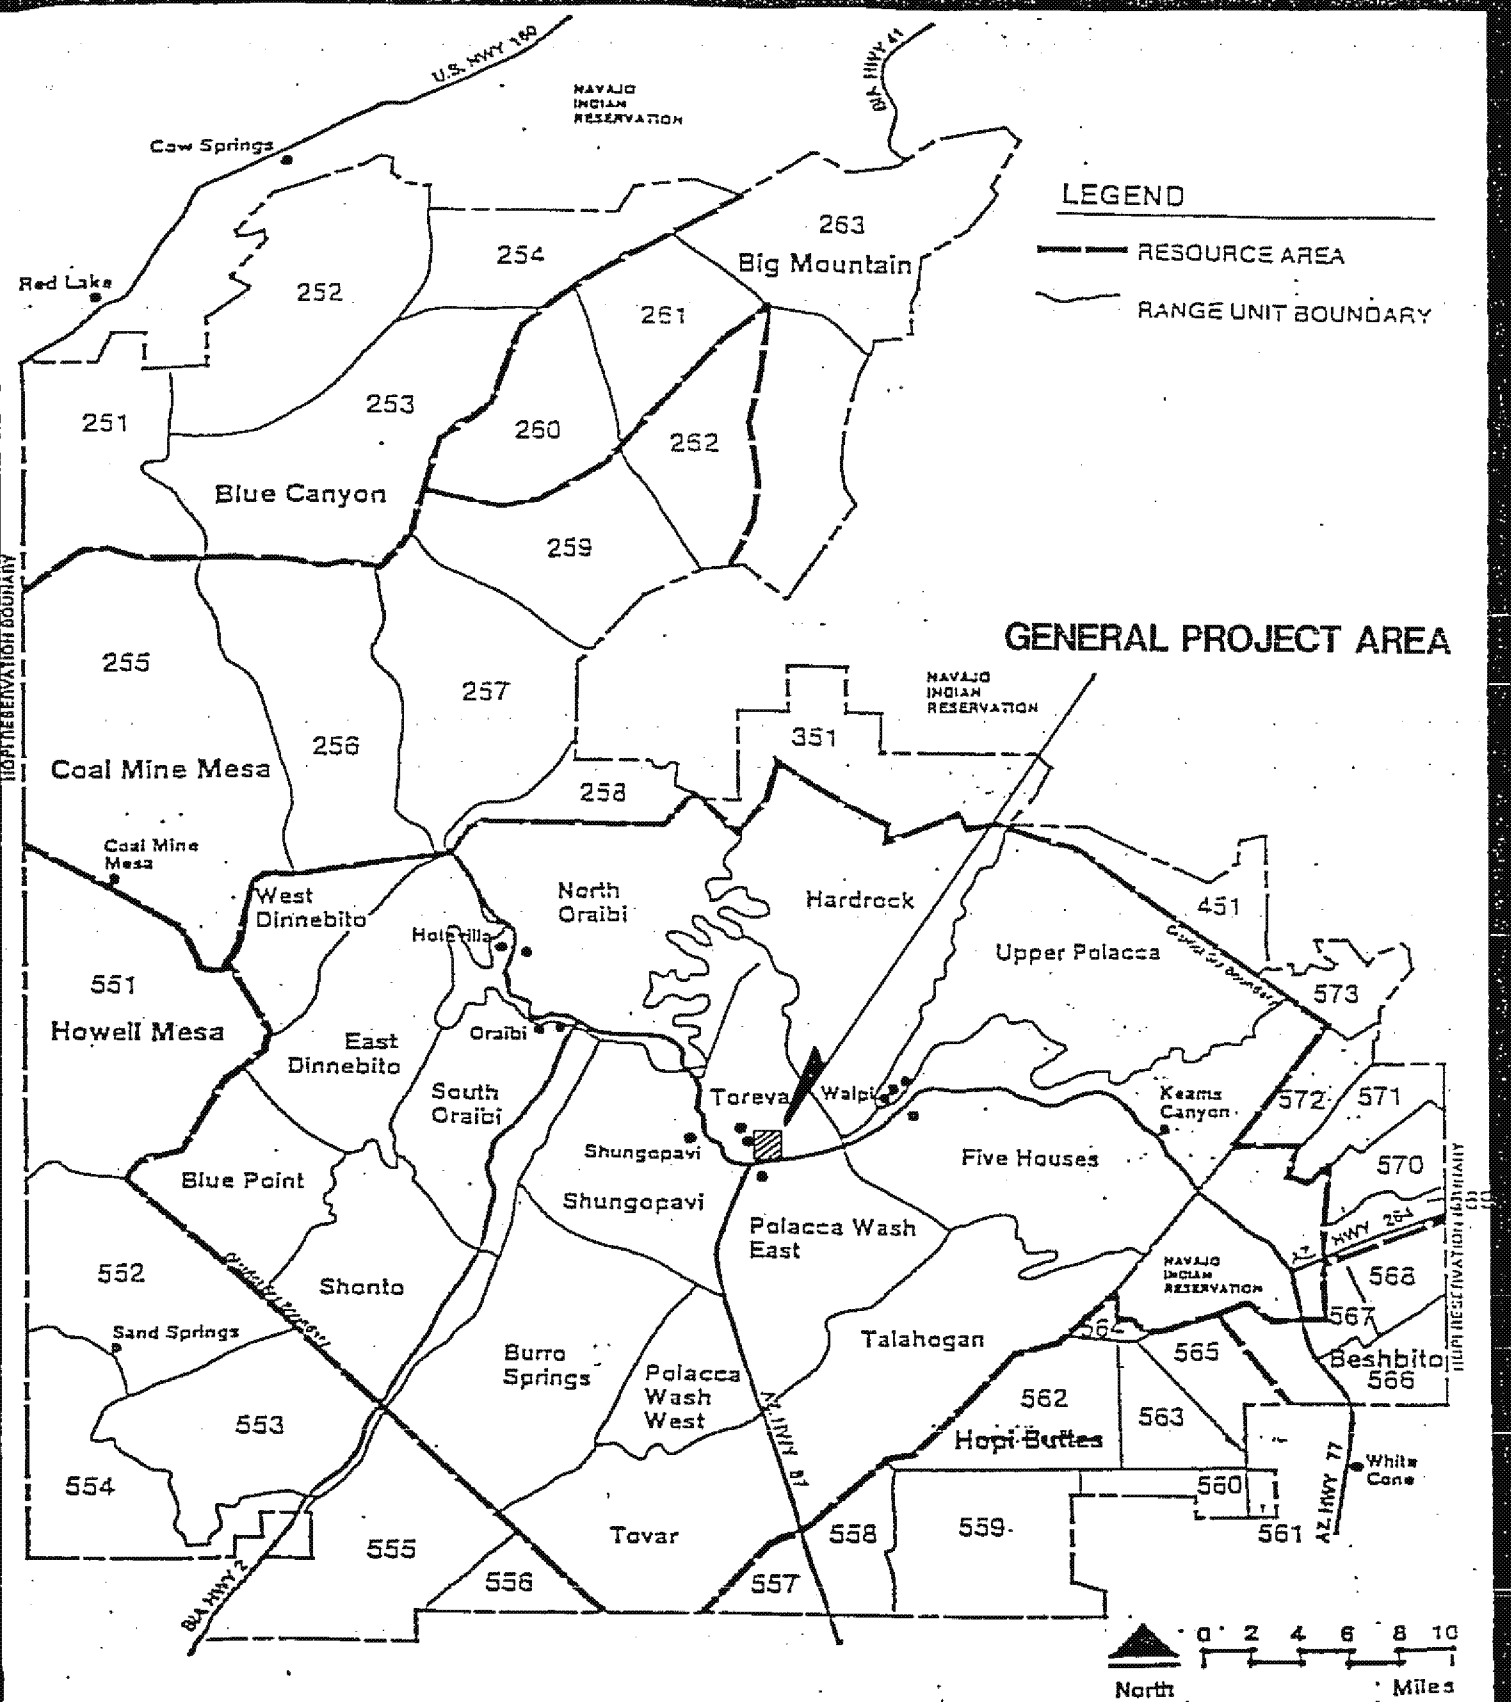 U.S. HWY 160
BIA HWY 41
NAVAJO
INDIAN
RESERVATION
Cow Springs
LEGEND
RESOURCE AREA
RANGE UNIT BOUNDARY
263
Big Mountain
254
252
Red Lake
261
251
253
260
262
Blue Canyon
259
HOPI RESERVATION BOUNDARY
GENERAL PROJECT AREA
255
257
NAVAJO
INDIAN
RESERVATION
256
351
Coal Mine Mesa
258
Coal Mine
Mesa
West
Dinnebito
North
Oraibi
Hardrock
451
Hotevilla
Upper Polacca
551
573
Howell Mesa
Oraibi
East
Dinnebito
South
Oraibi
Toreva
Walpi
Keams
Canyon
572
571
Shungopavi
Five Houses
570
Blue Point
Shungopavi
Polacca Wash
East
HWY 264
HOPI RESERVATION BOUNDARY
552
Shonto
NAVAJO
INDIAN
RESERVATION
568
567
Sand Springs
564
Talahogan
565
Burro
Springs
Polacca
Wash
West
Beshbito
566
562
563
553
AZ. HWY 87
Hopi Buttes
554
560
AZ. HWY 77
White
Cone
Tovar
558
559
561
555
556
557
BIA HWY 2
0 2 4 6 8 10
North
Miles